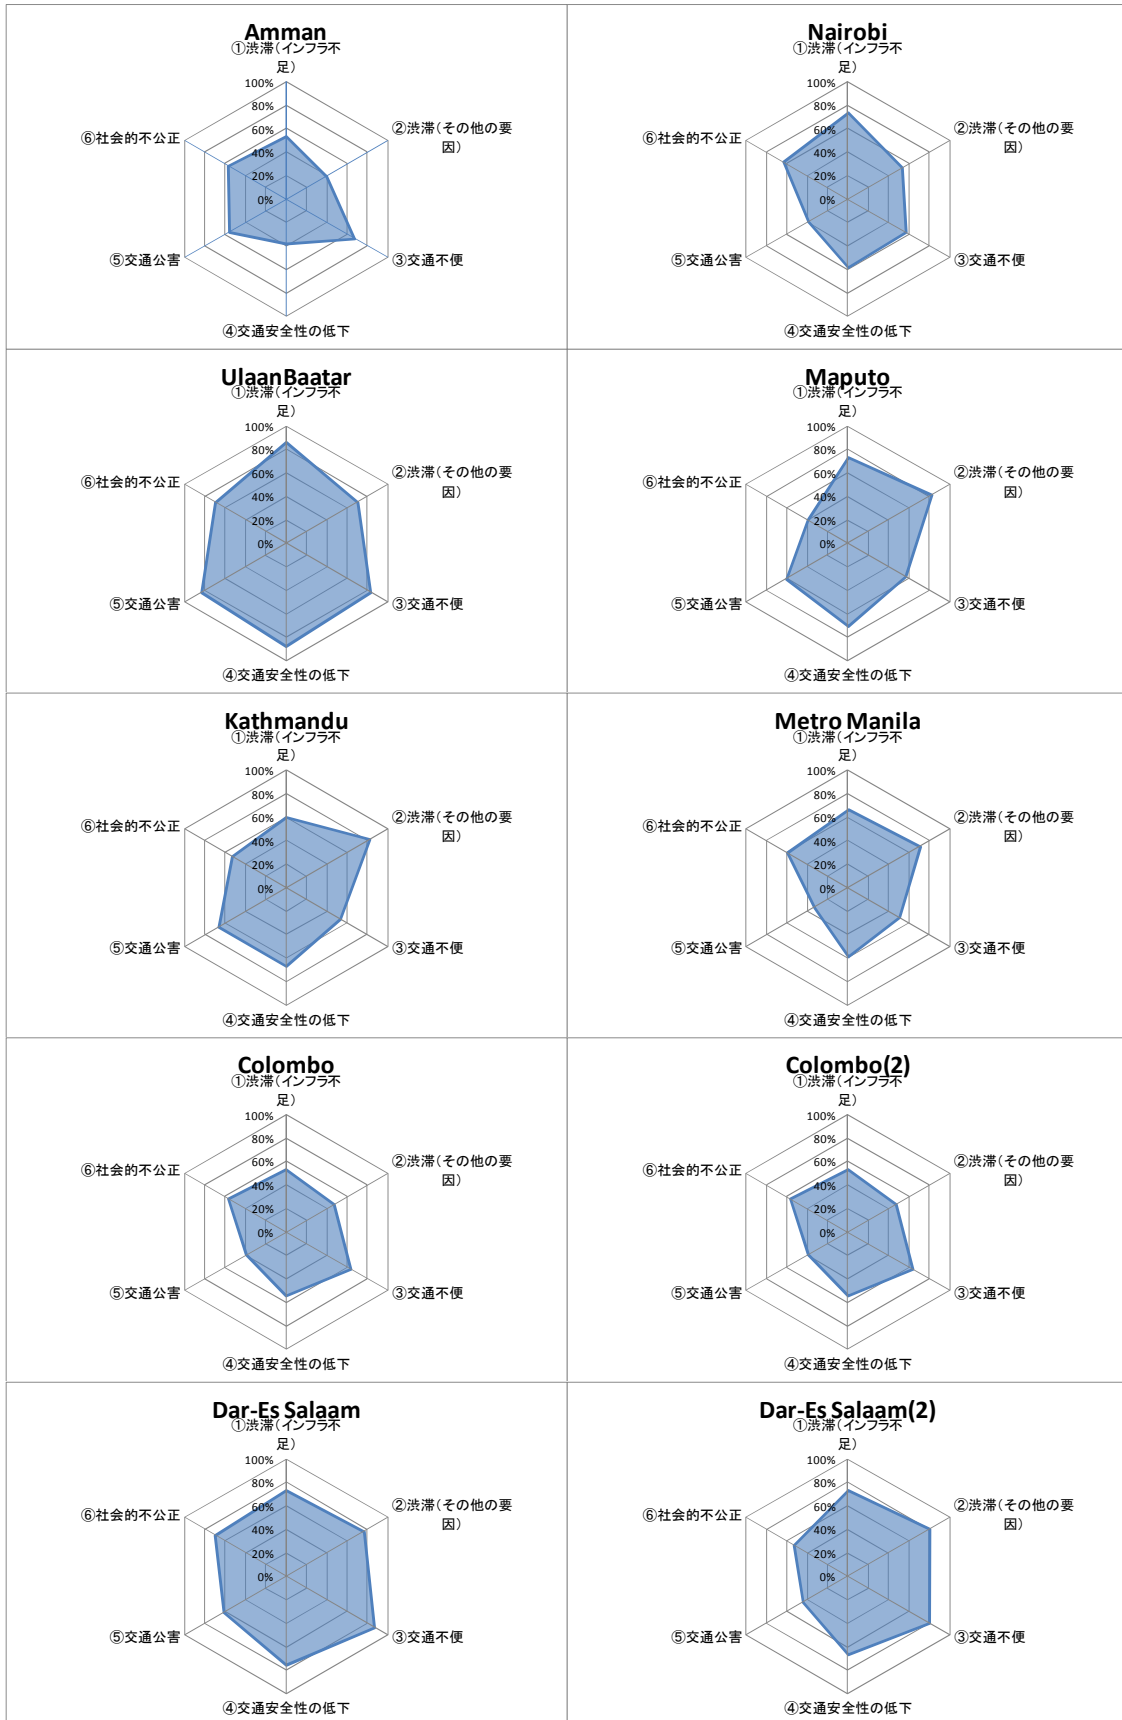 Amman
①渋滞(インフラ不
足)
100%
80%
60%
40%
20%
0%
②渋滞(その他の要
因)
③交通不便
④交通安全性の低下
⑤交通公害
⑥社会的不公正
Nairobi
①渋滞(インフラ不
足)
100%
80%
60%
40%
20%
0%
②渋滞(その他の要
因)
③交通不便
④交通安全性の低下
⑤交通公害
⑥社会的不公正
UlaanBaatar
①渋滞(インフラ不
足)
100%
80%
60%
40%
20%
0%
②渋滞(その他の要
因)
③交通不便
④交通安全性の低下
⑤交通公害
⑥社会的不公正
Maputo
①渋滞(インフラ不
足)
100%
80%
60%
40%
20%
0%
②渋滞(その他の要
因)
③交通不便
④交通安全性の低下
⑤交通公害
⑥社会的不公正
Kathmandu
①渋滞(インフラ不
足)
100%
80%
60%
40%
20%
0%
②渋滞(その他の要
因)
③交通不便
④交通安全性の低下
⑤交通公害
⑥社会的不公正
Metro Manila
①渋滞(インフラ不
足)
100%
80%
60%
40%
20%
0%
②渋滞(その他の要
因)
③交通不便
④交通安全性の低下
⑤交通公害
⑥社会的不公正
Colombo
①渋滞(インフラ不
足)
100%
80%
60%
40%
20%
0%
②渋滞(その他の要
因)
③交通不便
④交通安全性の低下
⑤交通公害
⑥社会的不公正
Colombo(2)
①渋滞(インフラ不
足)
100%
80%
60%
40%
20%
0%
②渋滞(その他の要
因)
③交通不便
④交通安全性の低下
⑤交通公害
⑥社会的不公正
Dar-Es Salaam
①渋滞(インフラ不
足)
100%
80%
60%
40%
20%
0%
②渋滞(その他の要
因)
③交通不便
④交通安全性の低下
⑤交通公害
⑥社会的不公正
Dar-Es Salaam(2)
①渋滞(インフラ不
足)
100%
80%
60%
40%
20%
0%
②渋滞(その他の要
因)
③交通不便
④交通安全性の低下
⑤交通公害
⑥社会的不公正